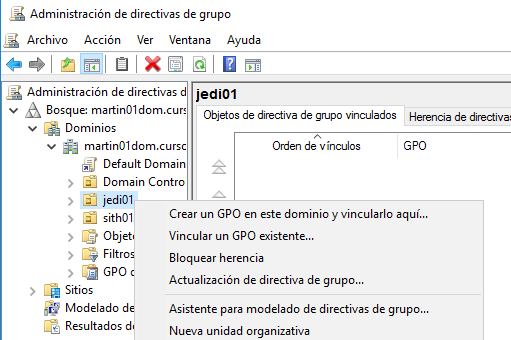 Administración de directivas de grupo
Archivo Acción Ver Ventana Ayuda
Administración de directivas d
Bosque: martin01dom.curso
Dominios
martin01dom.curso
Default Domain
Domain Contro
jedi01
sith01
Objeto
Filtros
GPO d
Sitios
Modelado de
Resultados d
jedi01
Objetos de directiva de grupo vinculados Herencia de directivas
Orden de vínculos GPO
Crear un GPO en este dominio y vincularlo aquí...
Vincular un GPO existente...
Bloquear herencia
Actualización de directiva de grupo...
Asistente para modelado de directivas de grupo...
Nueva unidad organizativa